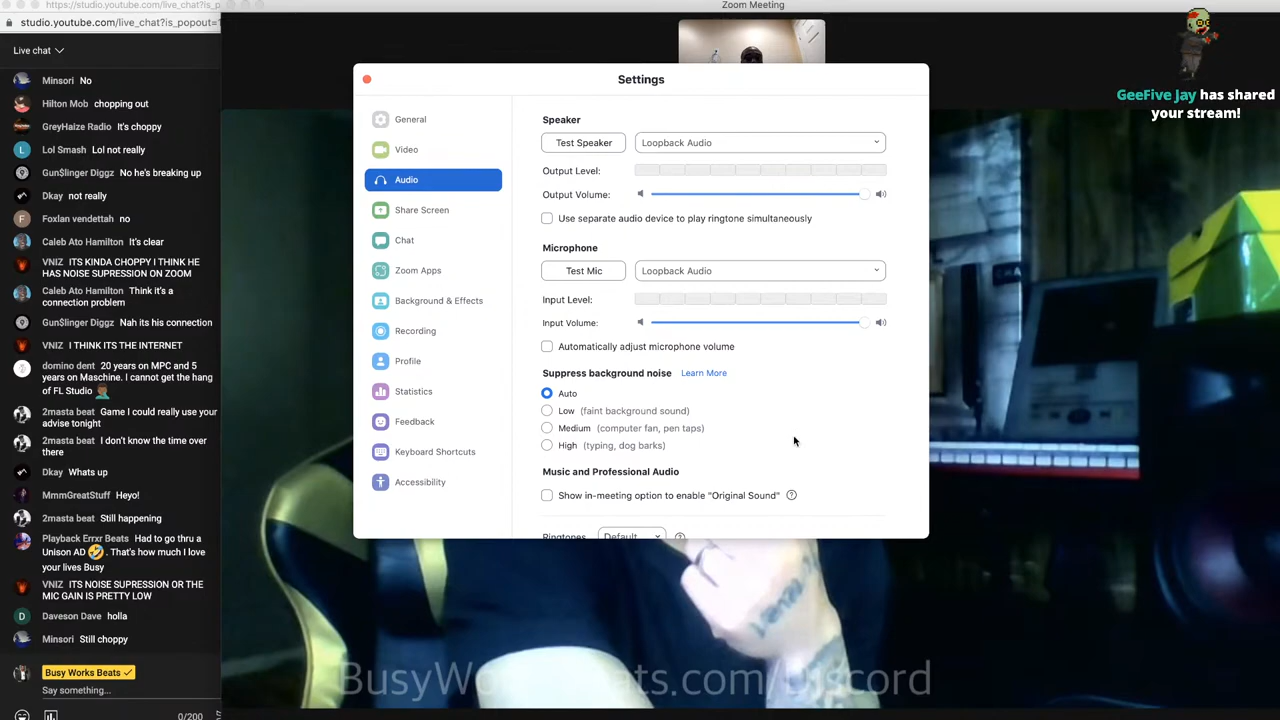 https://studio.youtube.com/live_chat?is_p
Zoom Meeting
studio.youtube.com/live_chat?is_popout=
Live chat
Minsori No
Hilton Mob chopping out
GreyHaize Radio It's choppy
L
Lol Smash Lol not really
Gun$linger Diggz No he's breaking up
Dkay not really
F
Foxlan vendettah no
Caleb Ato Hamilton It's clear
VNIZ ITS KINDA CHOPPY I THINK HE
HAS NOISE SUPRESSION ON ZOOM
Caleb Ato Hamilton Think it's a
connection problem
Gun$linger Diggz Nah its his connection
VNIZ I THINK ITS THE INTERNET
domino dent 20 years on MPC and 5
years on Maschine. I cannot get the hang
of FL Studio 🤦🏾‍♂️
2masta beat Game I could really use your
advise tonight
2masta beat I don't know the time over
there
Dkay Whats up
MmmGreatStuff Heyo!
2masta beat Still happening
Playback Errxr Beats Had to go thru a
Unison AD 🤣. That's how much I love
your lives Busy
VNIZ ITS NOISE SUPRESSION OR THE
MIC GAIN IS PRETTY LOW
D
Daveson Dave holla
Minsori Still choppy
Busy Works Beats
Say something...
0/200
Settings
General
Video
Audio
Share Screen
Chat
Zoom Apps
Background & Effects
Recording
Profile
Statistics
Feedback
Keyboard Shortcuts
Accessibility
Speaker
Test Speaker
Loopback Audio
Output Level:
Output Volume:
Use separate audio device to play ringtone simultaneously
Microphone
Test Mic
Loopback Audio
Input Level:
Input Volume:
Automatically adjust microphone volume
Suppress background noise Learn More
Auto
Low (faint background sound)
Medium (computer fan, pen taps)
High (typing, dog barks)
Music and Professional Audio
Show in-meeting option to enable "Original Sound" ?
Ringtones Default ?
GeeFive Jay has shared
your stream!
BusyWorksBeats.com/Discord